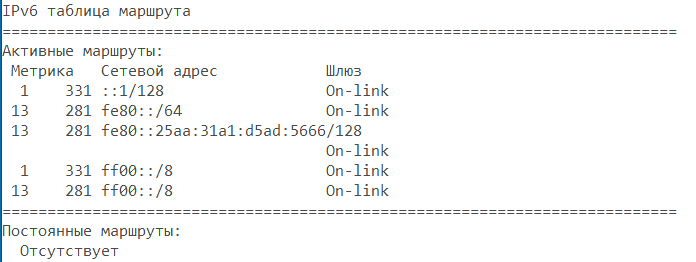 IPv6 таблица маршрута
===========================================================================
Активные маршруты:
 Метрика   Сетевой адрес            Шлюз
  1    331 ::1/128                  On-link
 13    281 fe80::/64                On-link
 13    281 fe80::25aa:31a1:d5ad:5666/128
                                    On-link
  1    331 ff00::/8                 On-link
 13    281 ff00::/8                 On-link
===========================================================================
Постоянные маршруты:
  Отсутствует